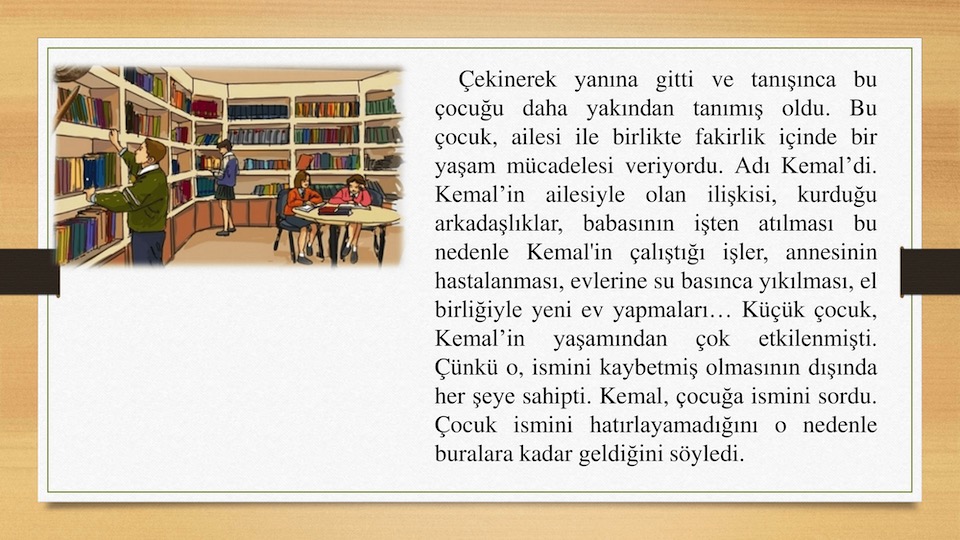 Çekinerek yanına gitti ve tanışınca bu
çocuğu daha yakından tanımış oldu. Bu
çocuk, ailesi ile birlikte fakirlik içinde bir
yaşam mücadelesi veriyordu. Adı Kemal’di.
Kemal’in ailesiyle olan ilişkisi, kurduğu
arkadaşlıklar, babasının işten atılması bu
nedenle Kemal'in çalıştığı işler, annesinin
hastalanması, evlerine su basınca yıkılması, el
birliğiyle yeni ev yapmaları… Küçük çocuk,
Kemal’in yaşamından çok etkilenmişti.
Çünkü o, ismini kaybetmiş olmasının dışında
her şeye sahipti. Kemal, çocuğa ismini sordu.
Çocuk ismini hatırlayamadığını o nedenle
buralara kadar geldiğini söyledi.